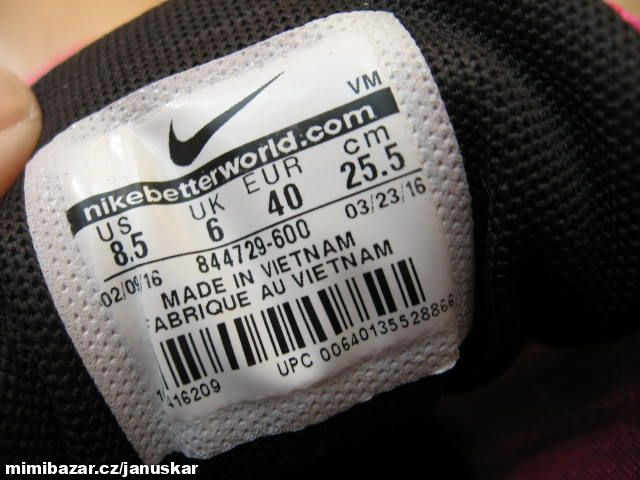 VM
nikebetterworld.com
US UK EUR cm
8.5 6 40 25.5
02/09/16 844729-600 03/23/16
MADE IN VIETNAM
FABRIQUE AU VIETNAM
UPC 00640135528866
mimibazar.cz/januskar